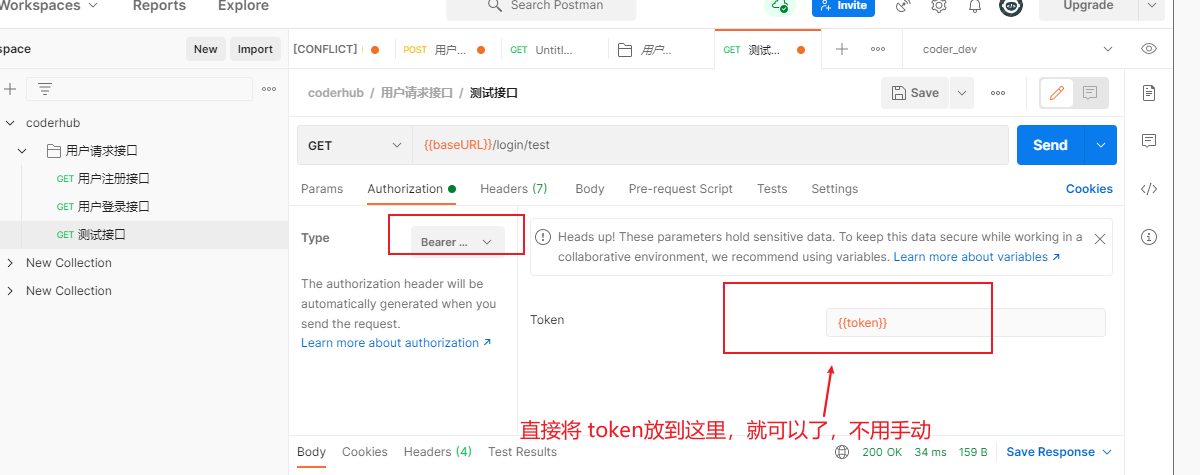 Workspaces Reports Explore Search Postman Invite Upgrade
space New Import [CONFLICT] POST 用户... GET Untitl... 用户... GET 测试... coder_dev
coderhub / 用户请求接口 / 测试接口 Save
coderhub
用户请求接口
GET 用户注册接口
GET 用户登录接口
GET 测试接口
New Collection
New Collection
GET {{baseURL}}/login/test Send
Params Authorization Headers (7) Body Pre-request Script Tests Settings Cookies
Type Bearer ...
The authorization header will be
automatically generated when you
send the request.
Learn more about authorization ↗
Heads up! These parameters hold sensitive data. To keep this data secure while working in a
collaborative environment, we recommend using variables. Learn more about variables ↗
Token {{token}}
直接将 token放到这里，就可以了，不用手动
Body Cookies Headers (4) Test Results 200 OK 34 ms 159 B Save Response